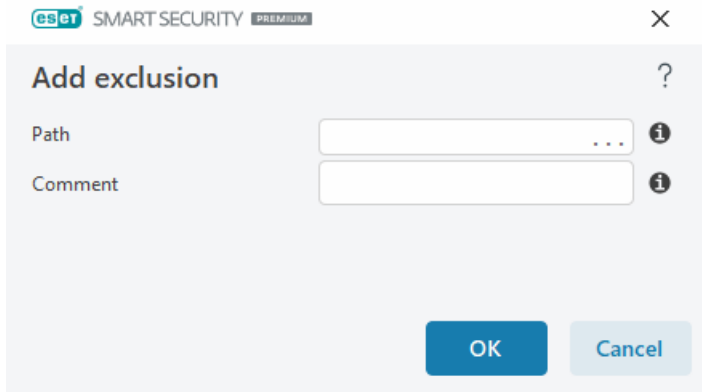 eset SMART SECURITY PREMIUM
Add exclusion ?
Path ...
Comment
OK Cancel